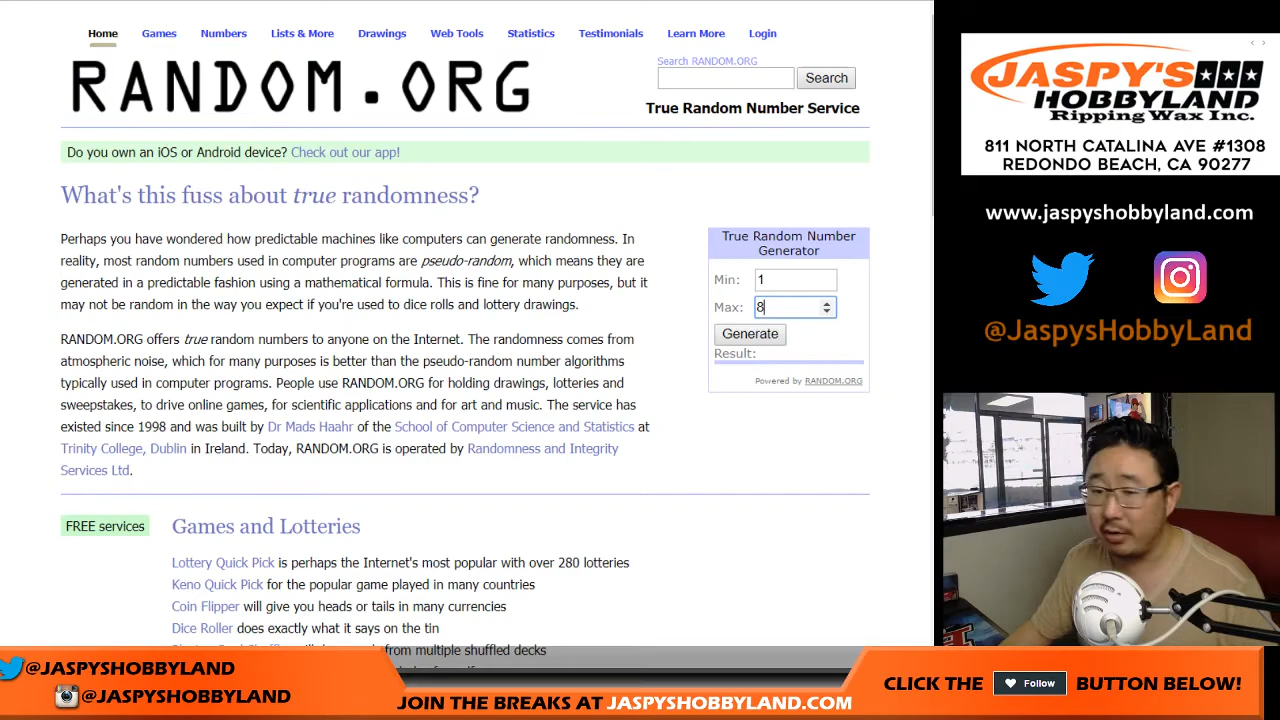 Home Games Numbers Lists & More Drawings Web Tools Statistics Testimonials Learn More Login
RANDOM.ORG
Search RANDOM.ORG
Search
True Random Number Service
Do you own an iOS or Android device? Check out our app!
What's this fuss about true randomness?
Perhaps you have wondered how predictable machines like computers can generate randomness. In
reality, most random numbers used in computer programs are pseudo-random, which means they are
generated in a predictable fashion using a mathematical formula. This is fine for many purposes, but it
may not be random in the way you expect if you're used to dice rolls and lottery drawings.
RANDOM.ORG offers true random numbers to anyone on the Internet. The randomness comes from
atmospheric noise, which for many purposes is better than the pseudo-random number algorithms
typically used in computer programs. People use RANDOM.ORG for holding drawings, lotteries and
sweepstakes, to drive online games, for scientific applications and for art and music. The service has
existed since 1998 and was built by Dr Mads Haahr of the School of Computer Science and Statistics at
Trinity College, Dublin in Ireland. Today, RANDOM.ORG is operated by Randomness and Integrity
Services Ltd.
True Random Number
Generator
Min: 1
Max: 8
Generate
Result:
Powered by RANDOM.ORG
FREE services
Games and Lotteries
Lottery Quick Pick is perhaps the Internet's most popular with over 280 lotteries
Keno Quick Pick for the popular game played in many countries
Coin Flipper will give you heads or tails in many currencies
Dice Roller does exactly what it says on the tin
from multiple shuffled decks
JASPY'S
HOBBYLAND
Ripping Wax Inc.
811 NORTH CATALINA AVE #1308
REDONDO BEACH, CA 90277
www.jaspyshobbyland.com
@JaspysHobbyLand
@JASPYSHOBBYLAND
@JASPYSHOBBYLAND
JOIN THE BREAKS AT JASPYSHOBBYLAND.COM
CLICK THE Follow BUTTON BELOW!